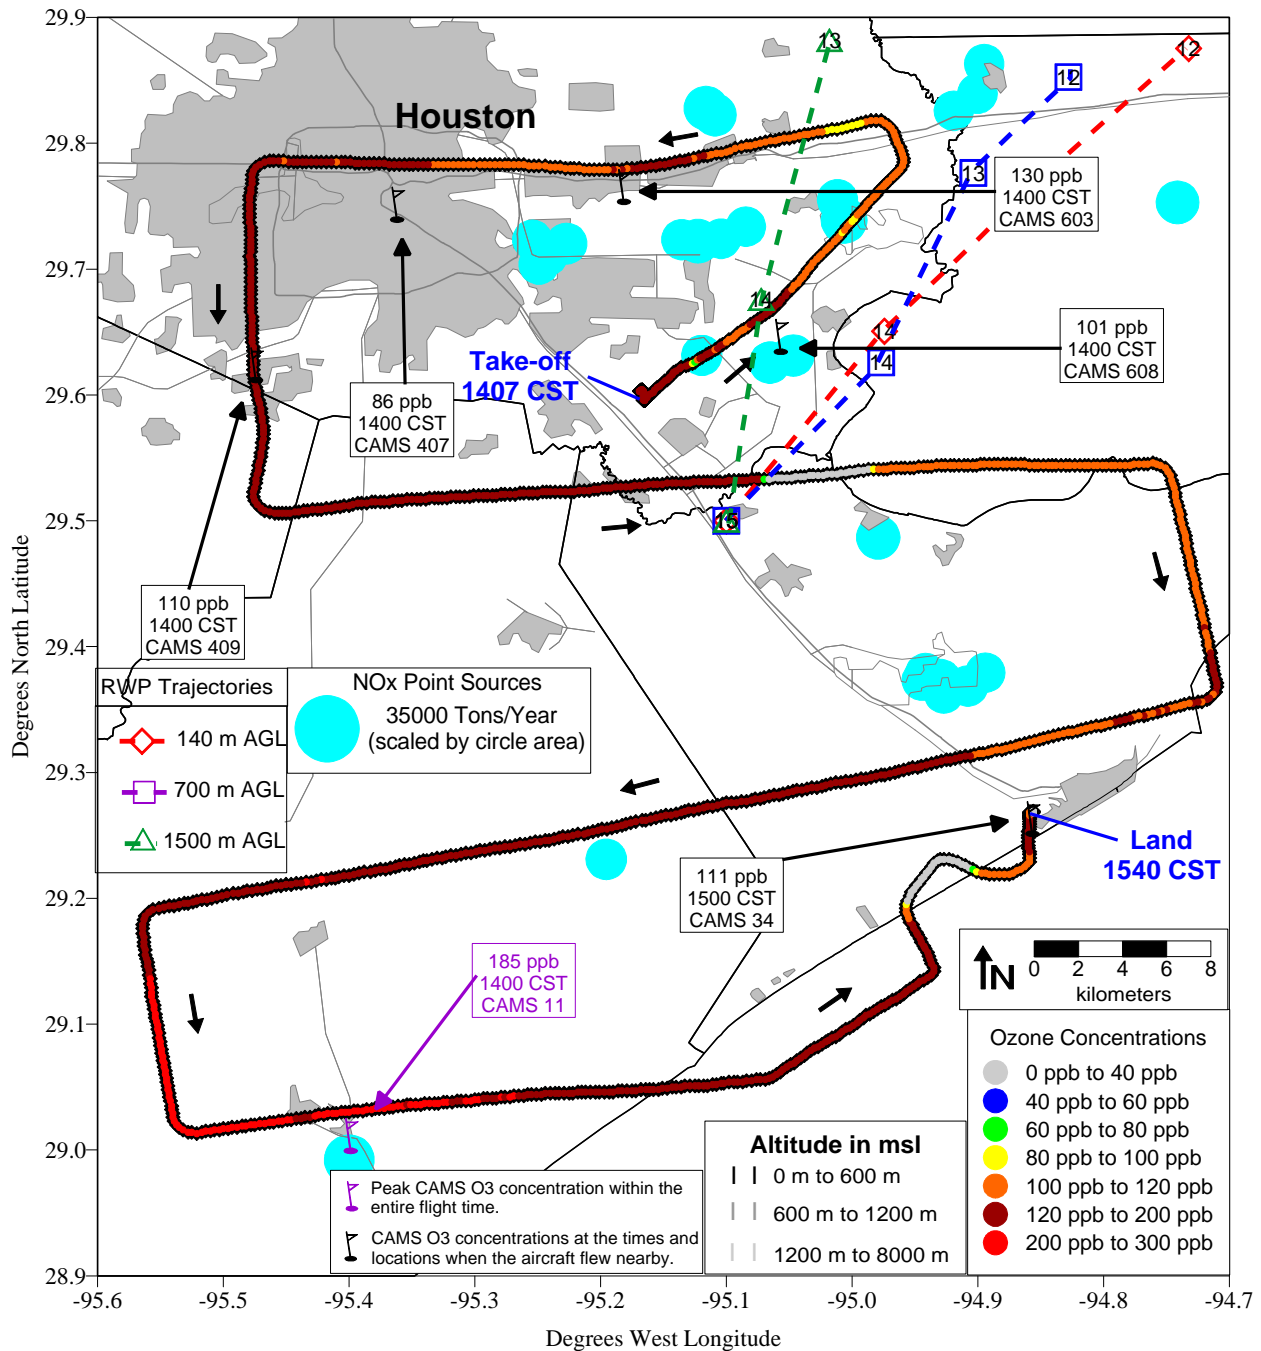 29.9
29.8
29.7
29.6
29.5
29.4
29.3
29.2
29.1
29.0
28.9
Degrees North Latitude
-95.6
-95.5
-95.4
-95.3
-95.2
-95.1
-95.0
-94.9
-94.8
-94.7
Degrees West Longitude
Houston
13
12
12
13
14
14
14
15
130 ppb
1400 CST
CAMS 603
101 ppb
1400 CST
CAMS 608
Take-off
1407 CST
86 ppb
1400 CST
CAMS 407
110 ppb
1400 CST
CAMS 409
RWP Trajectories
140 m AGL
700 m AGL
1500 m AGL
NOx Point Sources
35000 Tons/Year
(scaled by circle area)
Land
1540 CST
111 ppb
1500 CST
CAMS 34
185 ppb
1400 CST
CAMS 11
N
0 2 4 6 8
kilometers
Ozone Concentrations
0 ppb to 40 ppb
40 ppb to 60 ppb
60 ppb to 80 ppb
80 ppb to 100 ppb
100 ppb to 120 ppb
120 ppb to 200 ppb
200 ppb to 300 ppb
Altitude in msl
0 m to 600 m
600 m to 1200 m
1200 m to 8000 m
Peak CAMS O3 concentration within the
entire flight time.
CAMS O3 concentrations at the times and
locations when the aircraft flew nearby.